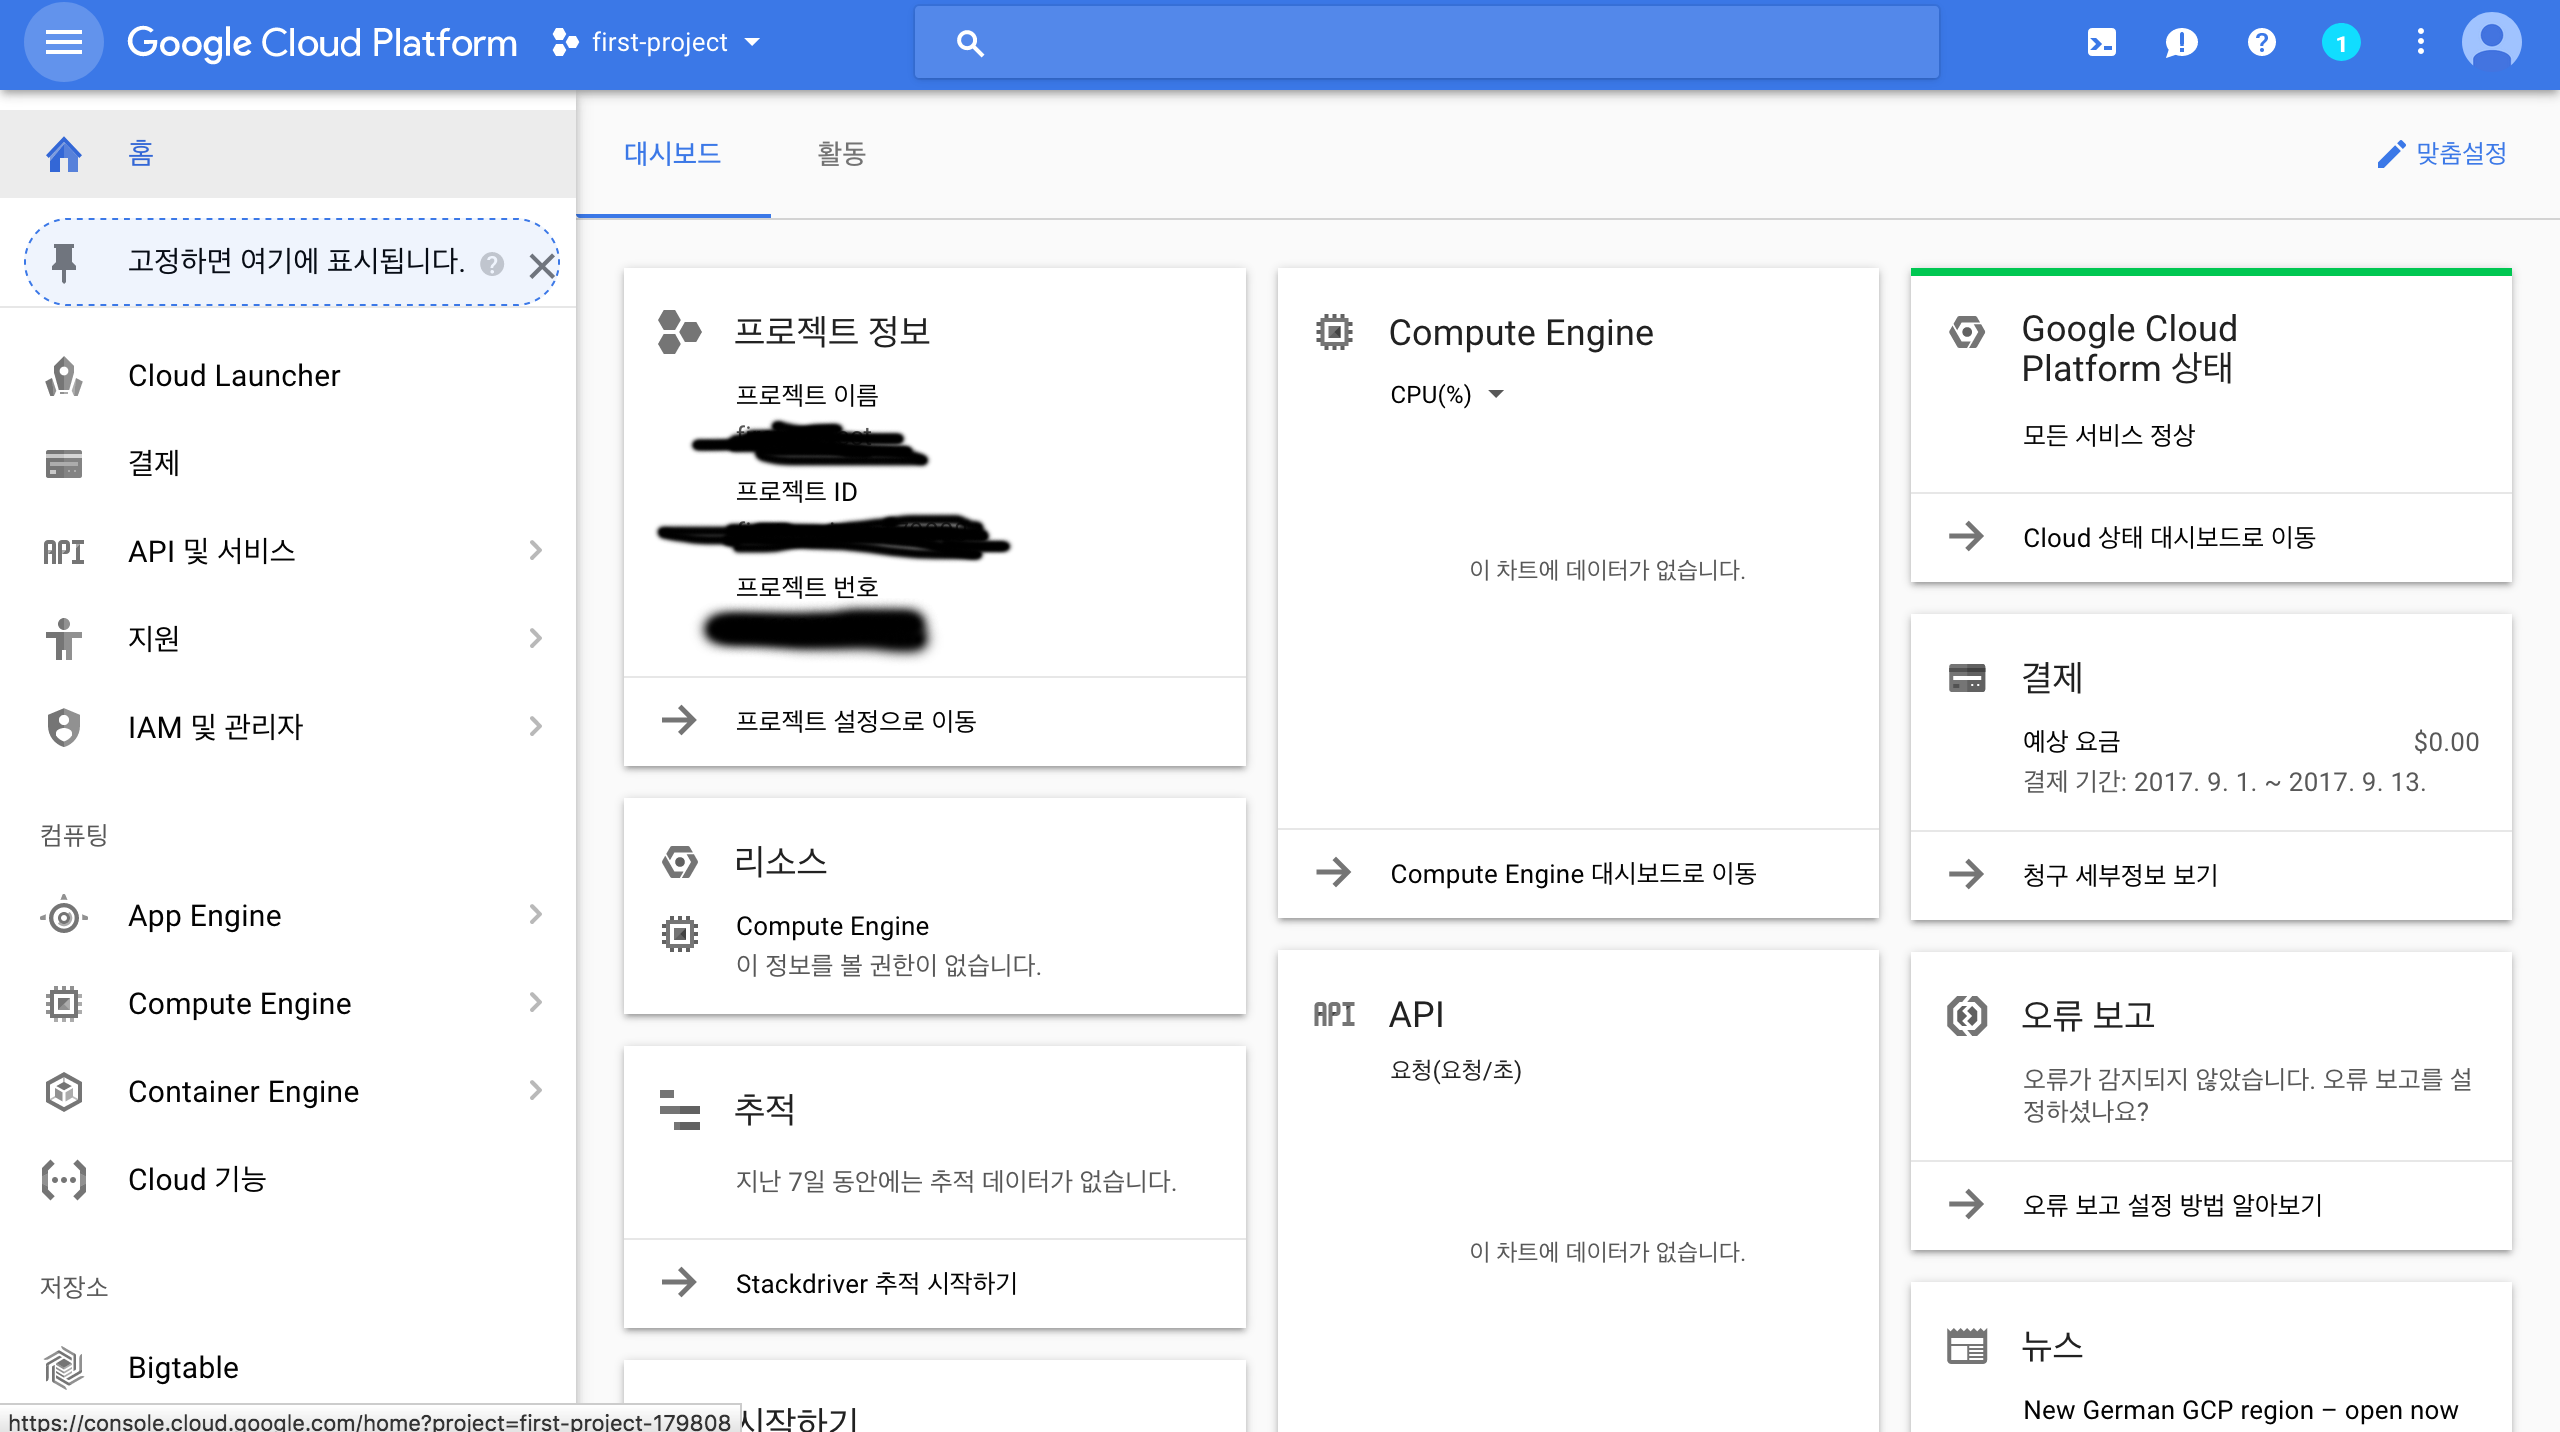 Google Cloud Platform
first-project
1
홈
고정하면 여기에 표시됩니다.
Cloud Launcher
결제
API 및 서비스
지원
IAM 및 관리자
컴퓨팅
App Engine
Compute Engine
Container Engine
Cloud 기능
저장소
Bigtable
https://console.cloud.google.com/home?project=first-project-179808
대시보드
활동
맞춤설정
프로젝트 정보
프로젝트 이름
프로젝트 ID
프로젝트 번호
프로젝트 설정으로 이동
리소스
Compute Engine
이 정보를 볼 권한이 없습니다.
추적
지난 7일 동안에는 추적 데이터가 없습니다.
Stackdriver 추적 시작하기
시작하기
Compute Engine
CPU(%)
이 차트에 데이터가 없습니다.
Compute Engine 대시보드로 이동
API
API
요청(요청/초)
이 차트에 데이터가 없습니다.
Google Cloud
Platform 상태
모든 서비스 정상
Cloud 상태 대시보드로 이동
결제
예상 요금 $0.00
결제 기간: 2017. 9. 1. ~ 2017. 9. 13.
청구 세부정보 보기
오류 보고
오류가 감지되지 않았습니다. 오류 보고를 설
정하셨나요?
오류 보고 설정 방법 알아보기
뉴스
New German GCP region – open now